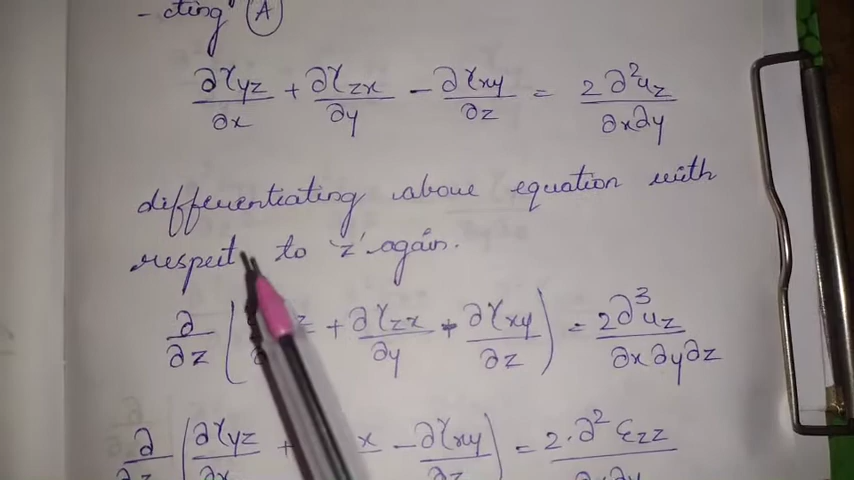 -cting (A)
∂γyz/∂x + ∂γzx/∂y - ∂γxy/∂z = 2∂²uz/∂x∂y
differentiating above equation with
respect to 'z' again.
∂/∂z ( z + ∂γzx/∂y - ∂γxy/∂z ) = 2∂³uz/∂x∂y∂z
∂/∂z ( ∂γyz/∂x + x - ∂γxy/∂z ) = 2.∂²εzz/∂x∂y